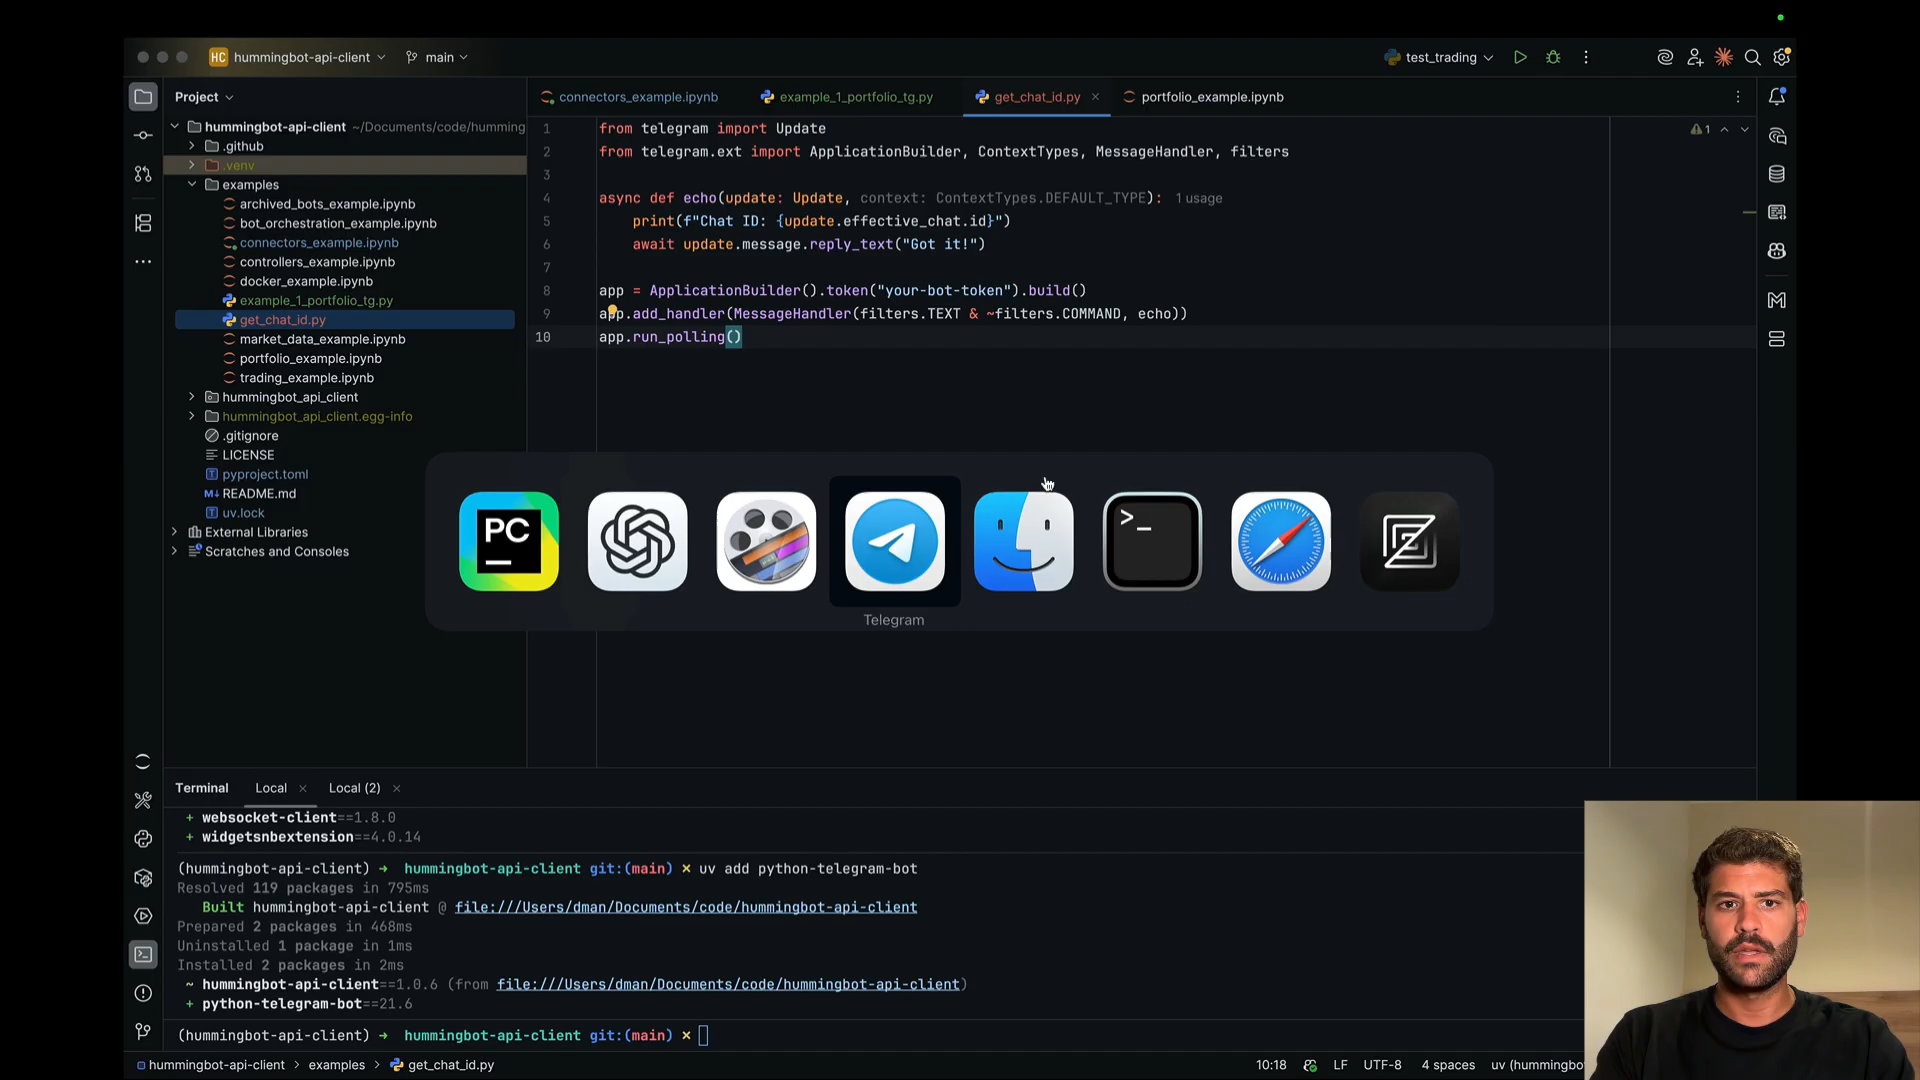 HC hummingbot-api-client main test_trading
Project
connectors_example.ipynb example_1_portfolio_tg.py get_chat_id.py portfolio_example.ipynb
hummingbot-api-client ~/Documents/code/humming
.github
.venv
examples
archived_bots_example.ipynb
bot_orchestration_example.ipynb
connectors_example.ipynb
controllers_example.ipynb
docker_example.ipynb
example_1_portfolio_tg.py
get_chat_id.py
market_data_example.ipynb
portfolio_example.ipynb
trading_example.ipynb
hummingbot_api_client
hummingbot_api_client.egg-info
.gitignore
LICENSE
pyproject.toml
README.md
uv.lock
External Libraries
Scratches and Consoles
1 from telegram import Update
2 from telegram.ext import ApplicationBuilder, ContextTypes, MessageHandler, filters
3
4 async def echo(update: Update, context: ContextTypes.DEFAULT_TYPE): 1 usage
5 print(f"Chat ID: {update.effective_chat.id}")
6 await update.message.reply_text("Got it!")
7
8 app = ApplicationBuilder().token("your-bot-token").build()
9 app.add_handler(MessageHandler(filters.TEXT & ~filters.COMMAND, echo))
10 app.run_polling()
1
PC
>_
Telegram
Terminal Local Local (2)
+ websocket-client==1.8.0
+ widgetsnbextension==4.0.14
(hummingbot-api-client) → hummingbot-api-client git:(main) × uv add python-telegram-bot
Resolved 119 packages in 795ms
Built hummingbot-api-client @ file:///Users/dman/Documents/code/hummingbot-api-client
Prepared 2 packages in 468ms
Uninstalled 1 package in 1ms
Installed 2 packages in 2ms
~ hummingbot-api-client==1.0.6 (from file:///Users/dman/Documents/code/hummingbot-api-client)
+ python-telegram-bot==21.6
(hummingbot-api-client) → hummingbot-api-client git:(main) ×
hummingbot-api-client > examples > get_chat_id.py 10:18 LF UTF-8 4 spaces uv (hummingbo